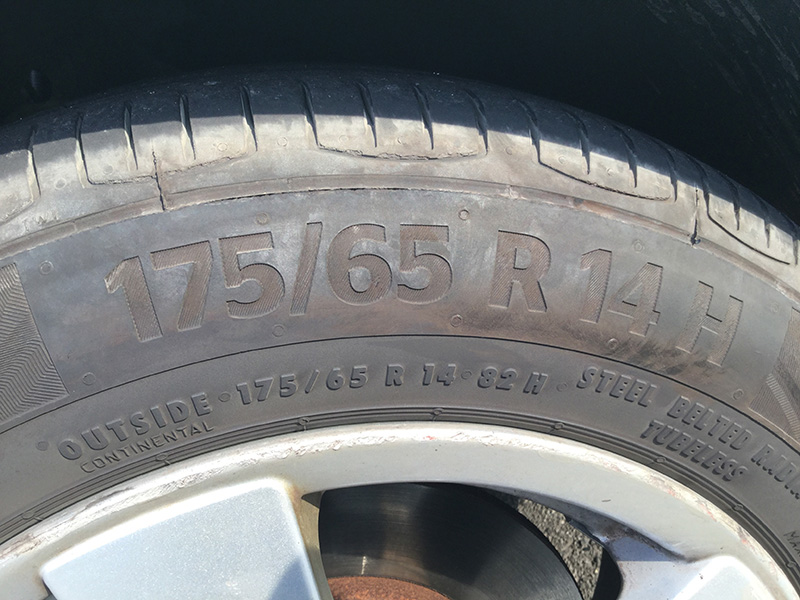 175/65 R 14 H
OUTSIDE • 175/65 R 14 • 82 H • STEEL BELTED
CONTINENTAL
TUBELESS